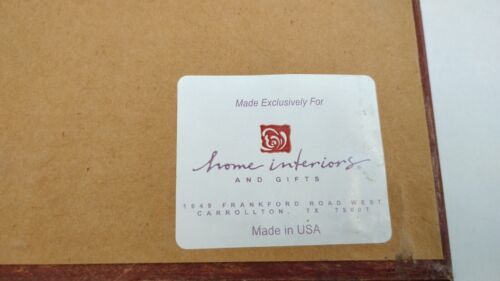 Made Exclusively For
home interiors®
AND GIFTS
1649 FRANKFORD ROAD WEST
CARROLLTON, TX 75007
Made in USA